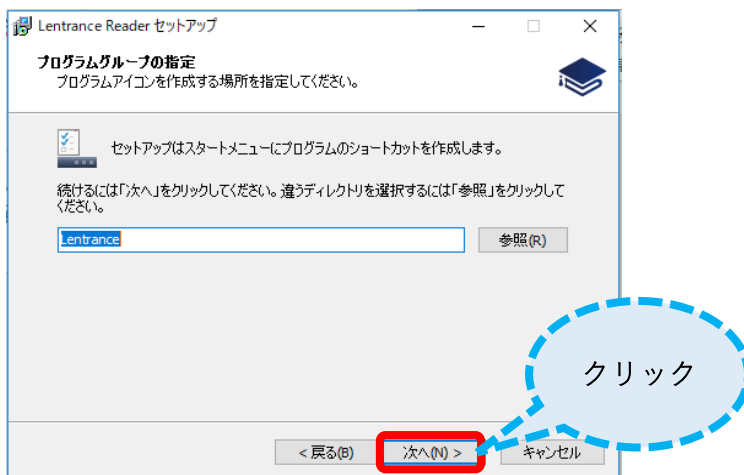 Lentrance Reader セットアップ
プログラムグループの指定
プログラムアイコンを作成する場所を指定してください。
セットアップはスタートメニューにプログラムのショートカットを作成します。
続けるには「次へ」をクリックしてください。違うディレクトリを選択するには「参照」をクリックして
ください。
Lentrance
参照(R)
クリック
< 戻る(B)
次へ(N) >
キャンセル